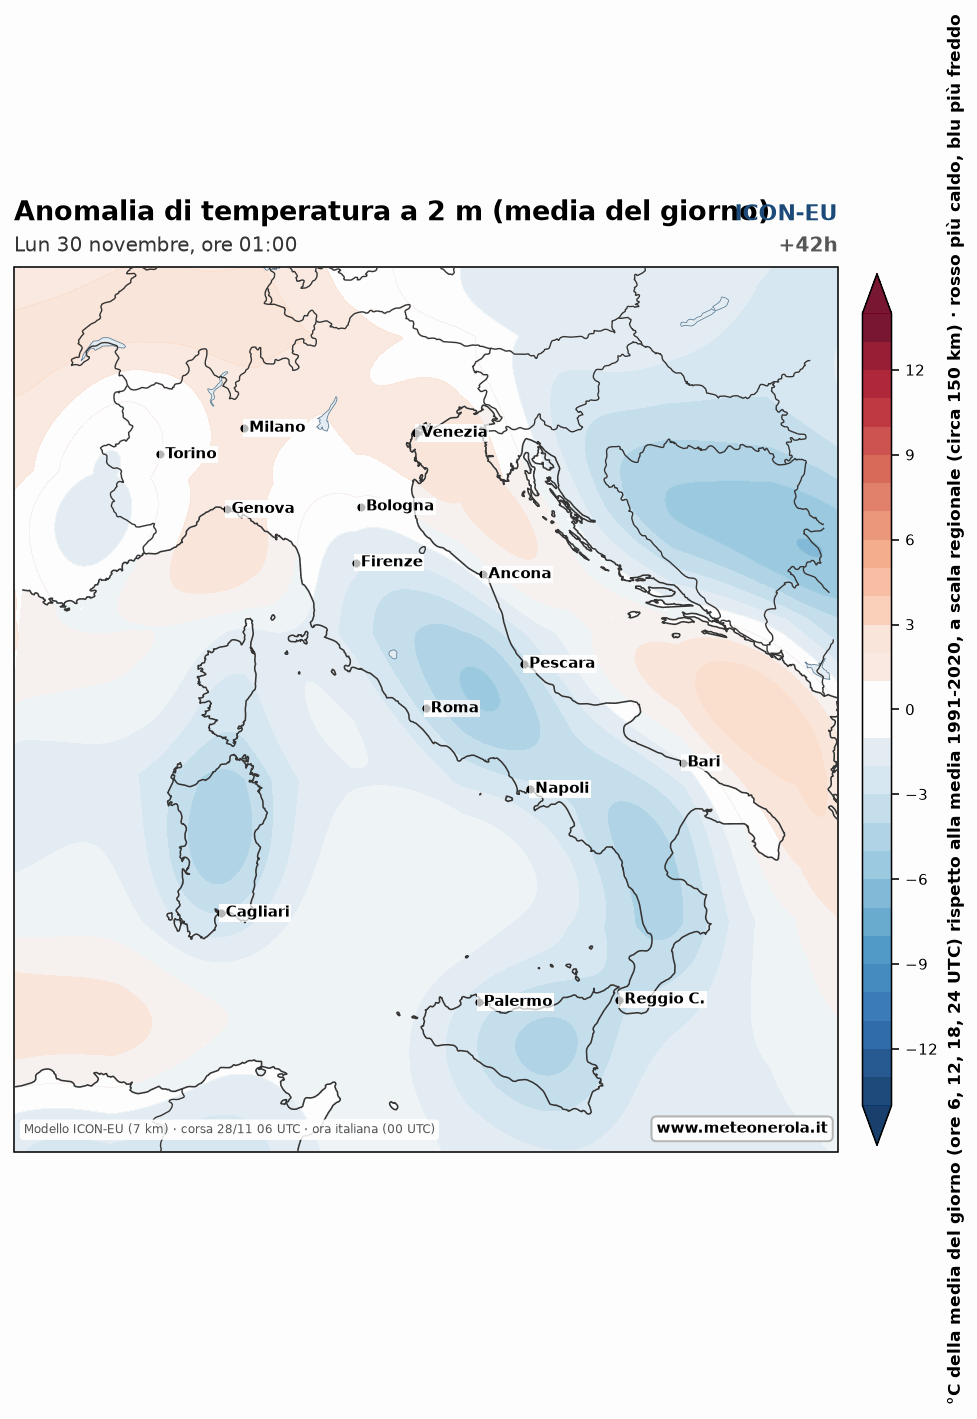 Anomalia di temperatura a 2 m (media del giorno)
ICON-EU
Lun 30 novembre, ore 01:00
+42h
Milano
Venezia
Torino
Genova
Bologna
Firenze
Ancona
Pescara
Roma
Bari
Napoli
Cagliari
Palermo
Reggio C.
Modello ICON-EU (7 km) · corsa 28/11 06 UTC · ora italiana (00 UTC)
www.meteonerola.it
12
9
6
3
0
−3
−6
−9
−12
°C della media del giorno (ore 6, 12, 18, 24 UTC) rispetto alla media 1991-2020, a scala regionale (circa 150 km) · rosso più caldo, blu più freddo